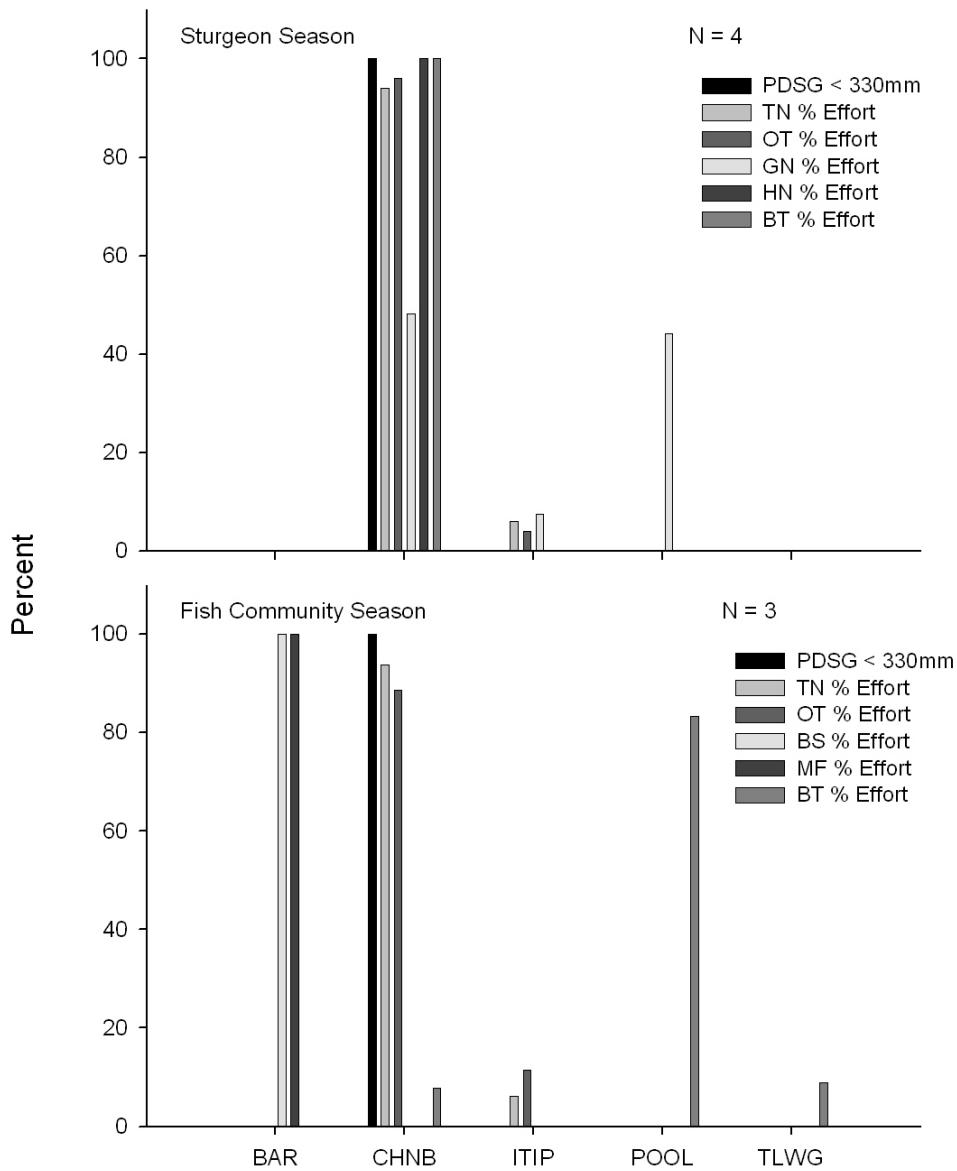 Sturgeon Season
N = 4
PDSG < 330mm
TN % Effort
OT % Effort
GN % Effort
HN % Effort
BT % Effort
100
80
60
40
20
0
Percent
Fish Community Season
N = 3
PDSG < 330mm
TN % Effort
OT % Effort
BS % Effort
MF % Effort
BT % Effort
100
80
60
40
20
0
BAR
CHNB
ITIP
POOL
TLWG